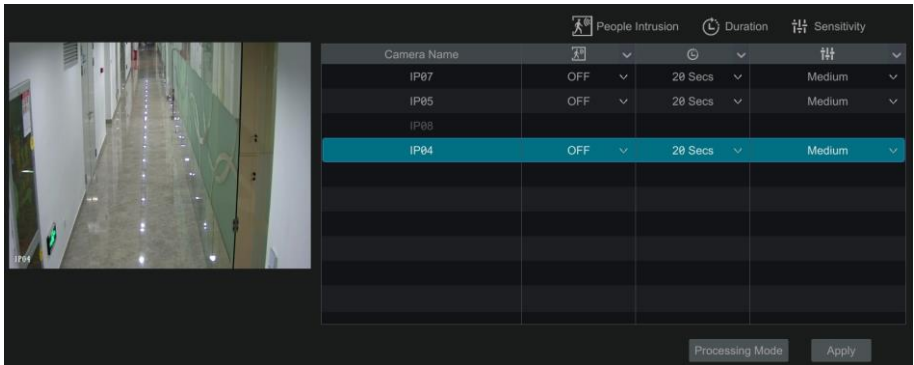 People Intrusion Duration Sensitivity
Camera Name
IP07 OFF 20 Secs Medium
IP05 OFF 20 Secs Medium
IP08
IP04 OFF 20 Secs Medium
IP04
Processing Mode Apply